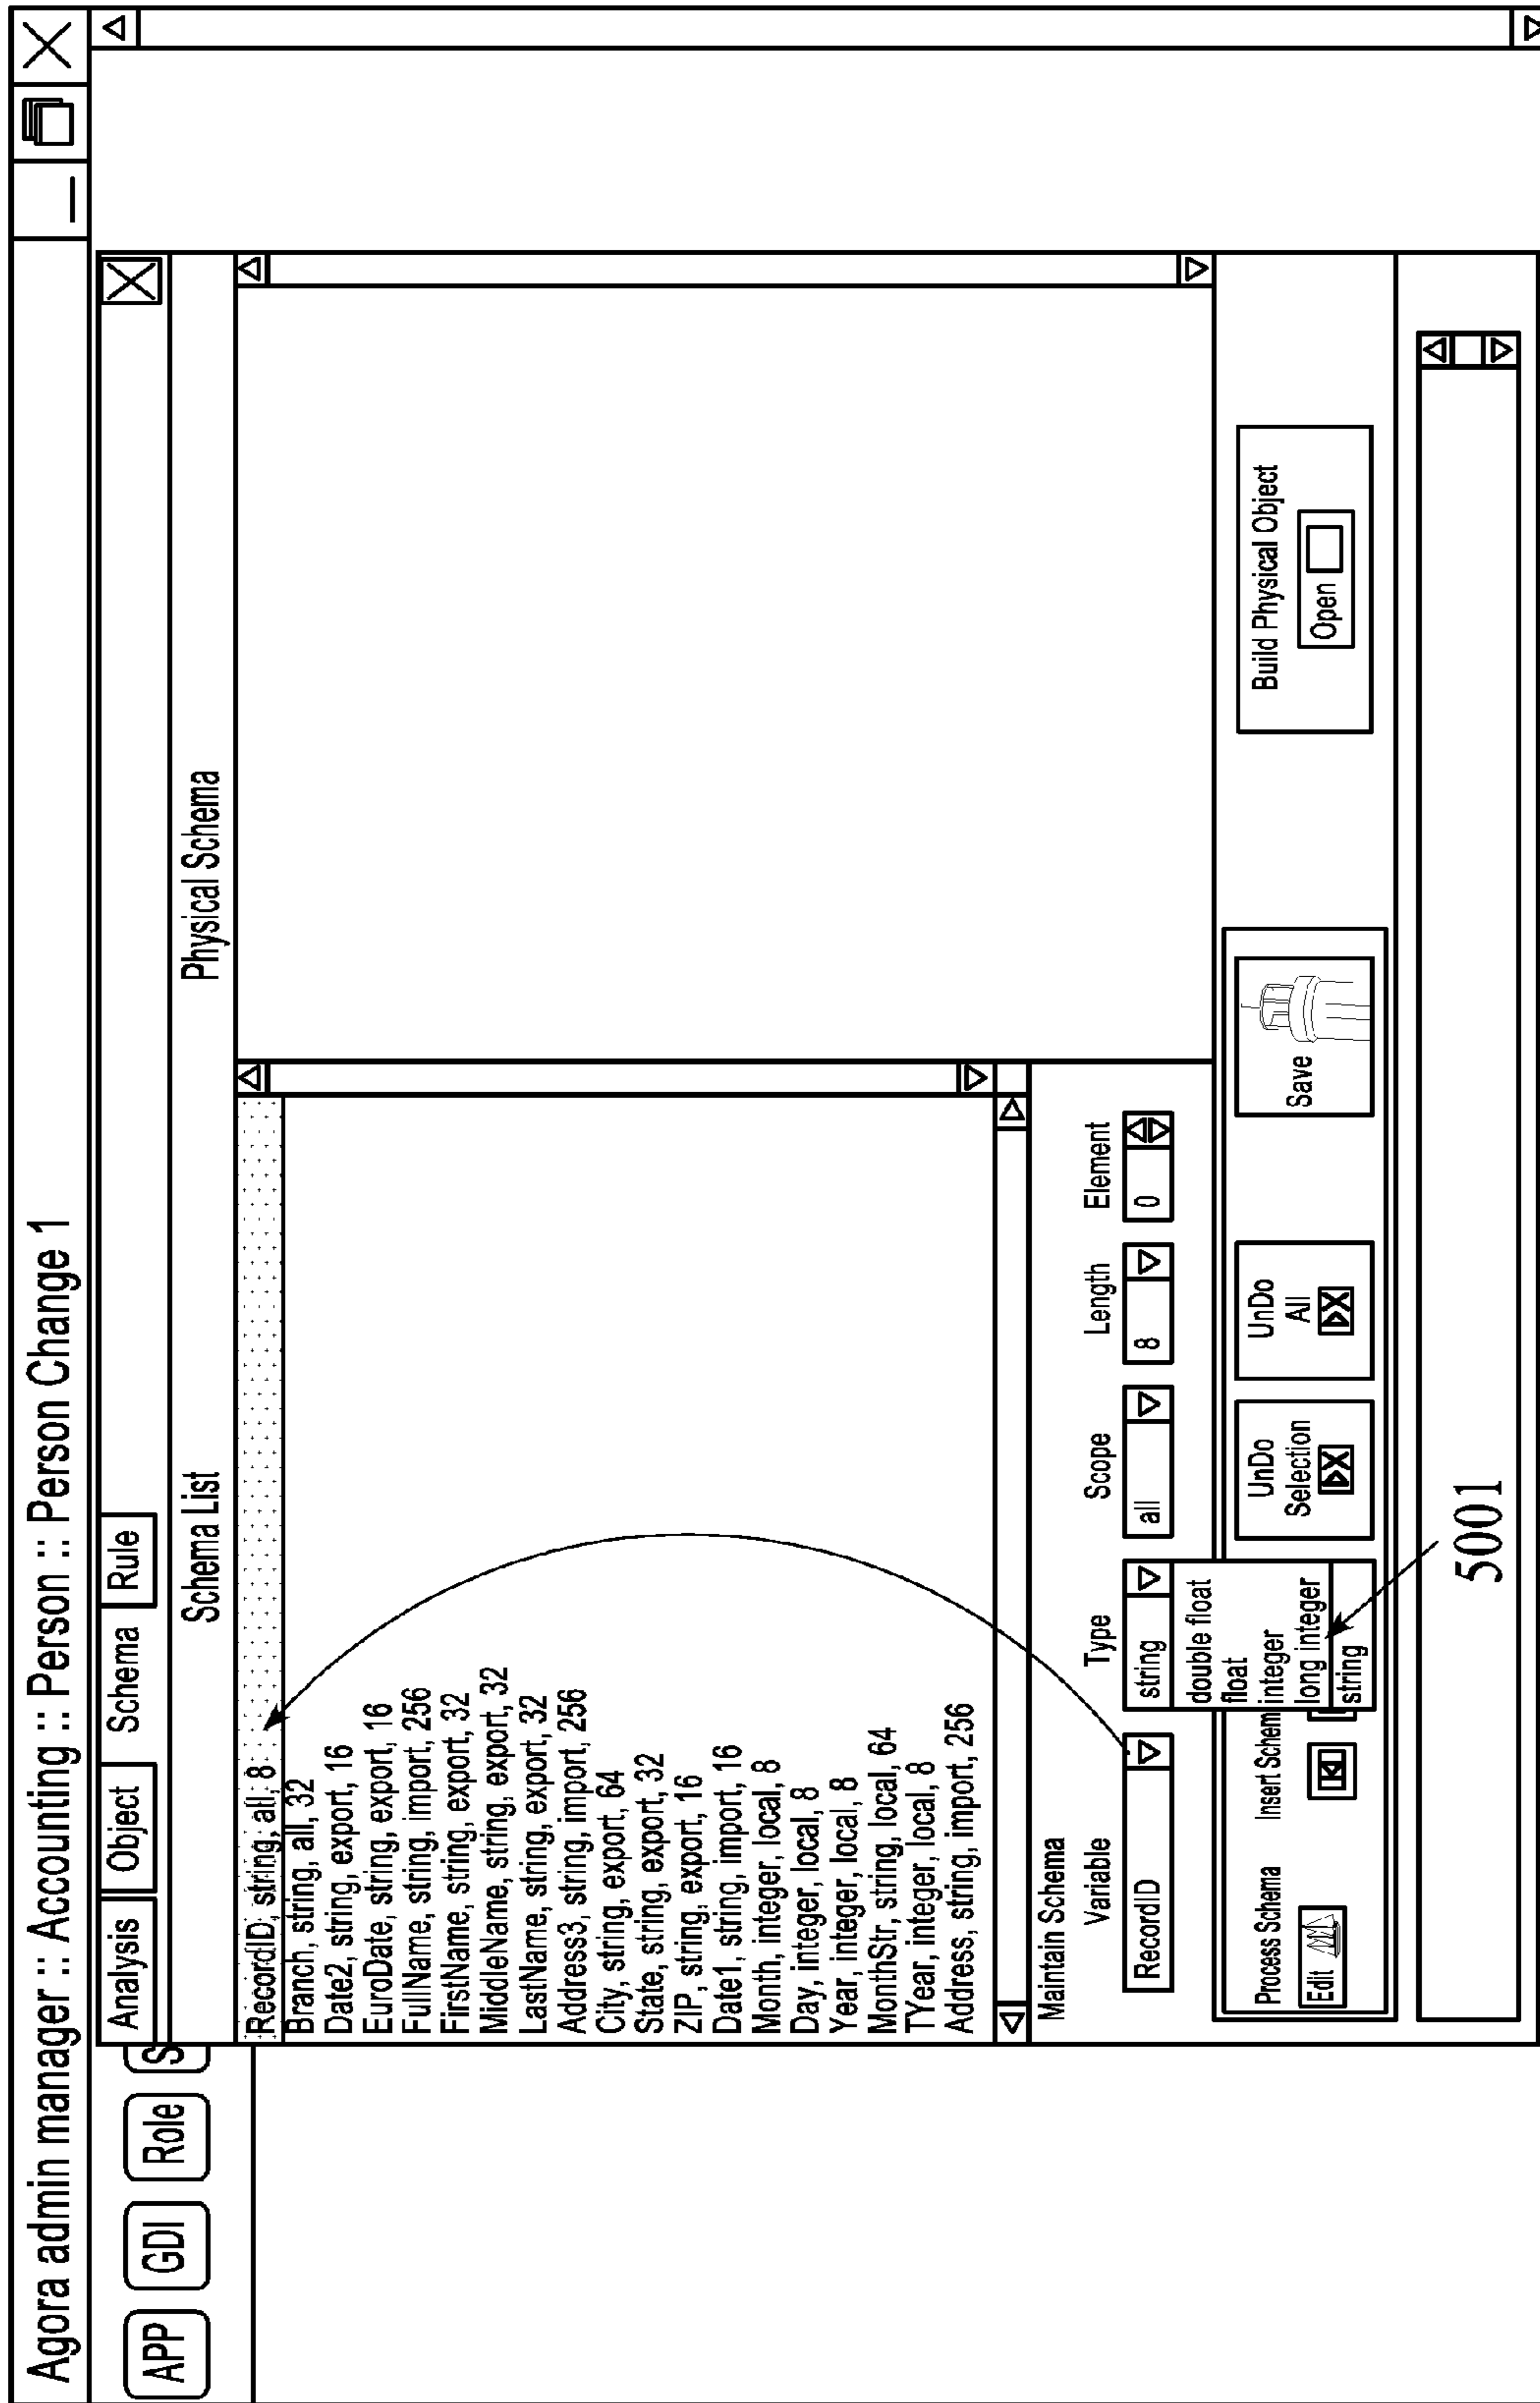 Agora admin manager :: Accounting :: Person :: Person Change 1
APP GDI Role S
Analysis Object Schema Rule
Schema List Physical Schema
RecordID, string, all, 8
Branch, string, all, 32
Date2, string, export, 16
EuroDate, string, export, 16
FullName, string, import, 256
FirstName, string, export, 32
MiddleName, string, export, 32
LastName, string, export, 32
Address3, string, import, 256
City, string, export, 64
State, string, export, 32
ZIP, string, export, 16
Date1, string, import, 16
Month, integer, local, 8
Day, integer, local, 8
Year, integer, local, 8
MonthStr, string, local, 64
TYear, integer, local, 8
Address, string, import, 256
Maintain Schema
Variable Type Scope Length Element
RecordID string all 8 0
double float
float
integer
long integer
string
Process Schema Insert Schem
Edit
UnDo
Selection
UnDo
All
Save
Build Physical Object
Open
5001